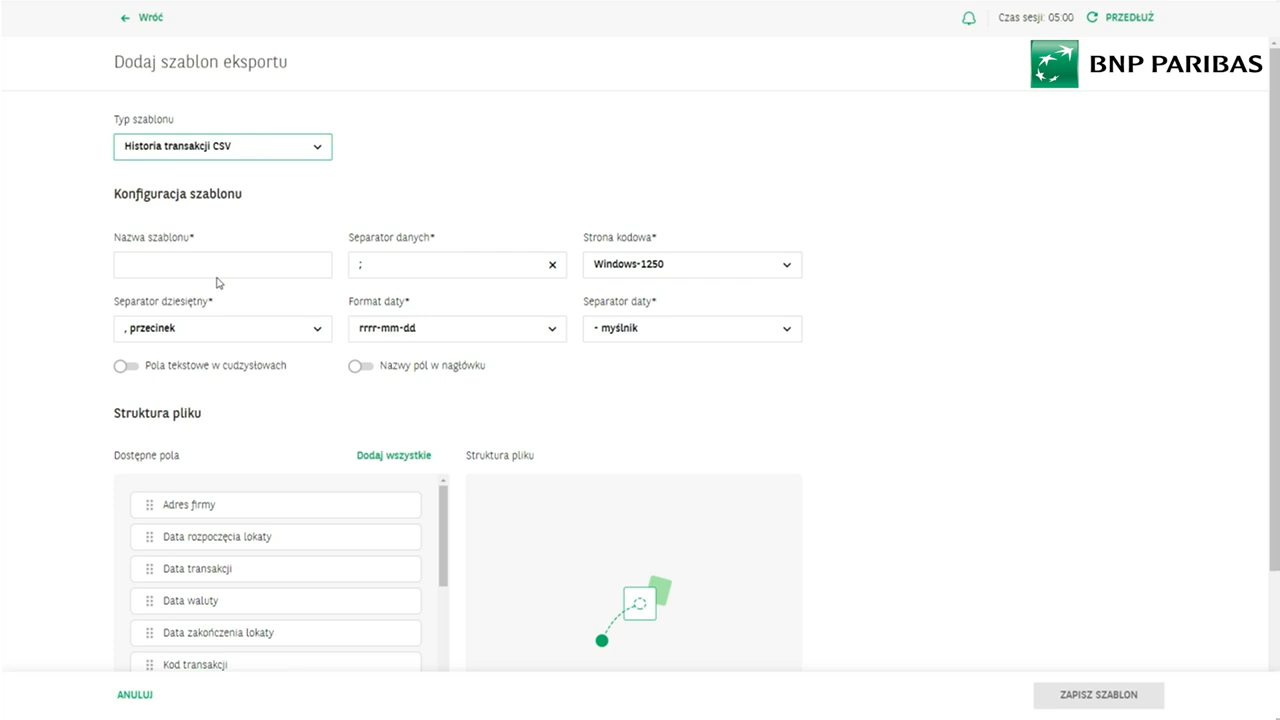 Wróć
Czas sesji: 05:00 PRZEDŁUŻ
Dodaj szablon eksportu
BNP PARIBAS
Typ szablonu
Historia transakcji CSV
Konfiguracja szablonu
Nazwa szablonu* Separator danych* Strona kodowa*
; Windows-1250
Separator dziesiętny* Format daty* Separator daty*
, przecinek rrrr-mm-dd - myślnik
Pola tekstowe w cudzysłowach Nazwy pól w nagłówku
Struktura pliku
Dostępne pola Dodaj wszystkie Struktura pliku
Adres firmy
Data rozpoczęcia lokaty
Data transakcji
Data waluty
Data zakończenia lokaty
Kod transakcji
ANULUJ ZAPISZ SZABLON